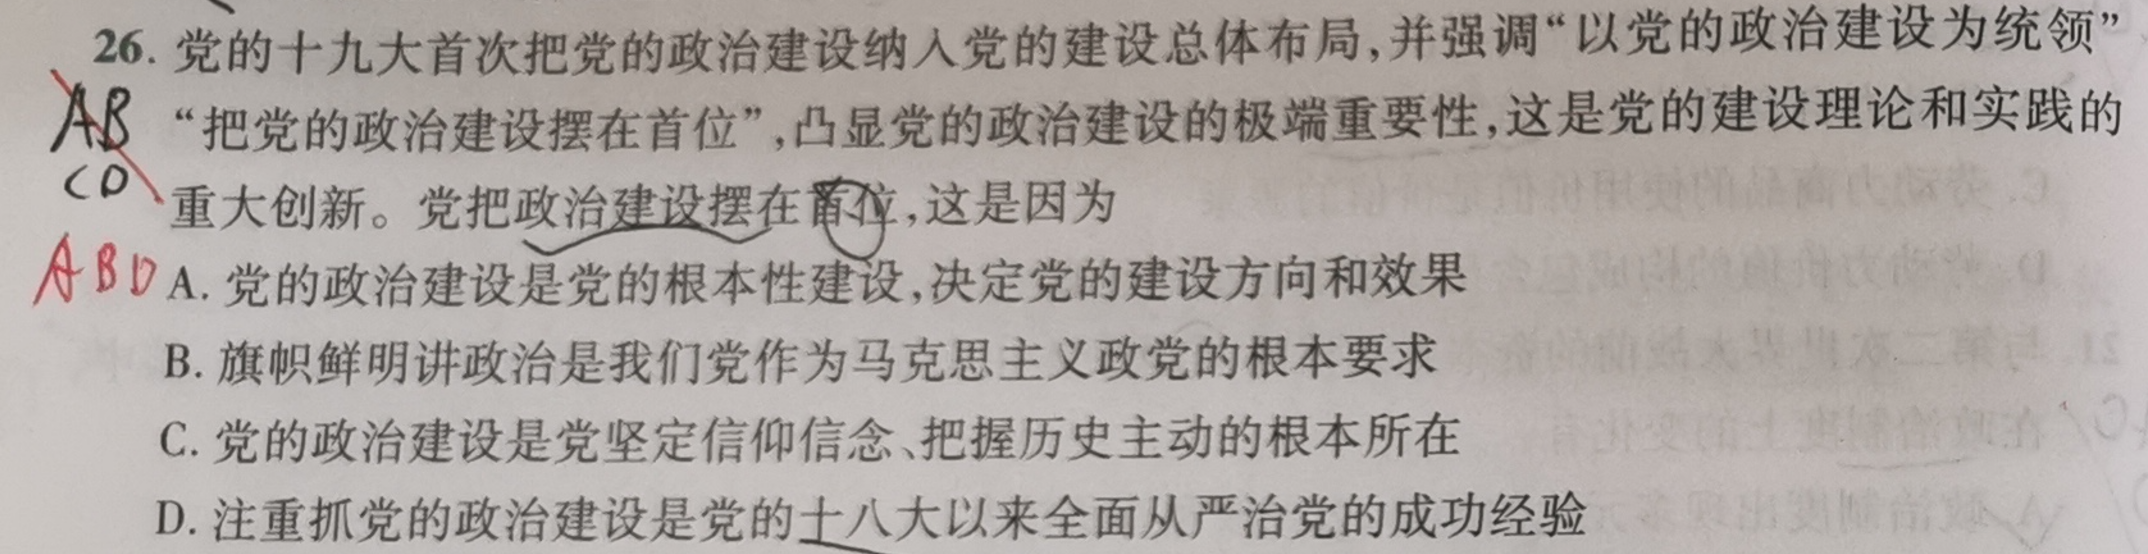 26. 党的十九大首次把党的政治建设纳入党的建设总体布局,并强调“以党的政治建设为统领”
AB “把党的政治建设摆在首位”,凸显党的政治建设的极端重要性,这是党的建设理论和实践的
CD 重大创新。党把政治建设摆在首位,这是因为
ABD A. 党的政治建设是党的根本性建设,决定党的建设方向和效果
B. 旗帜鲜明讲政治是我们党作为马克思主义政党的根本要求
C. 党的政治建设是党坚定信仰信念、把握历史主动的根本所在
D. 注重抓党的政治建设是党的十八大以来全面从严治党的成功经验